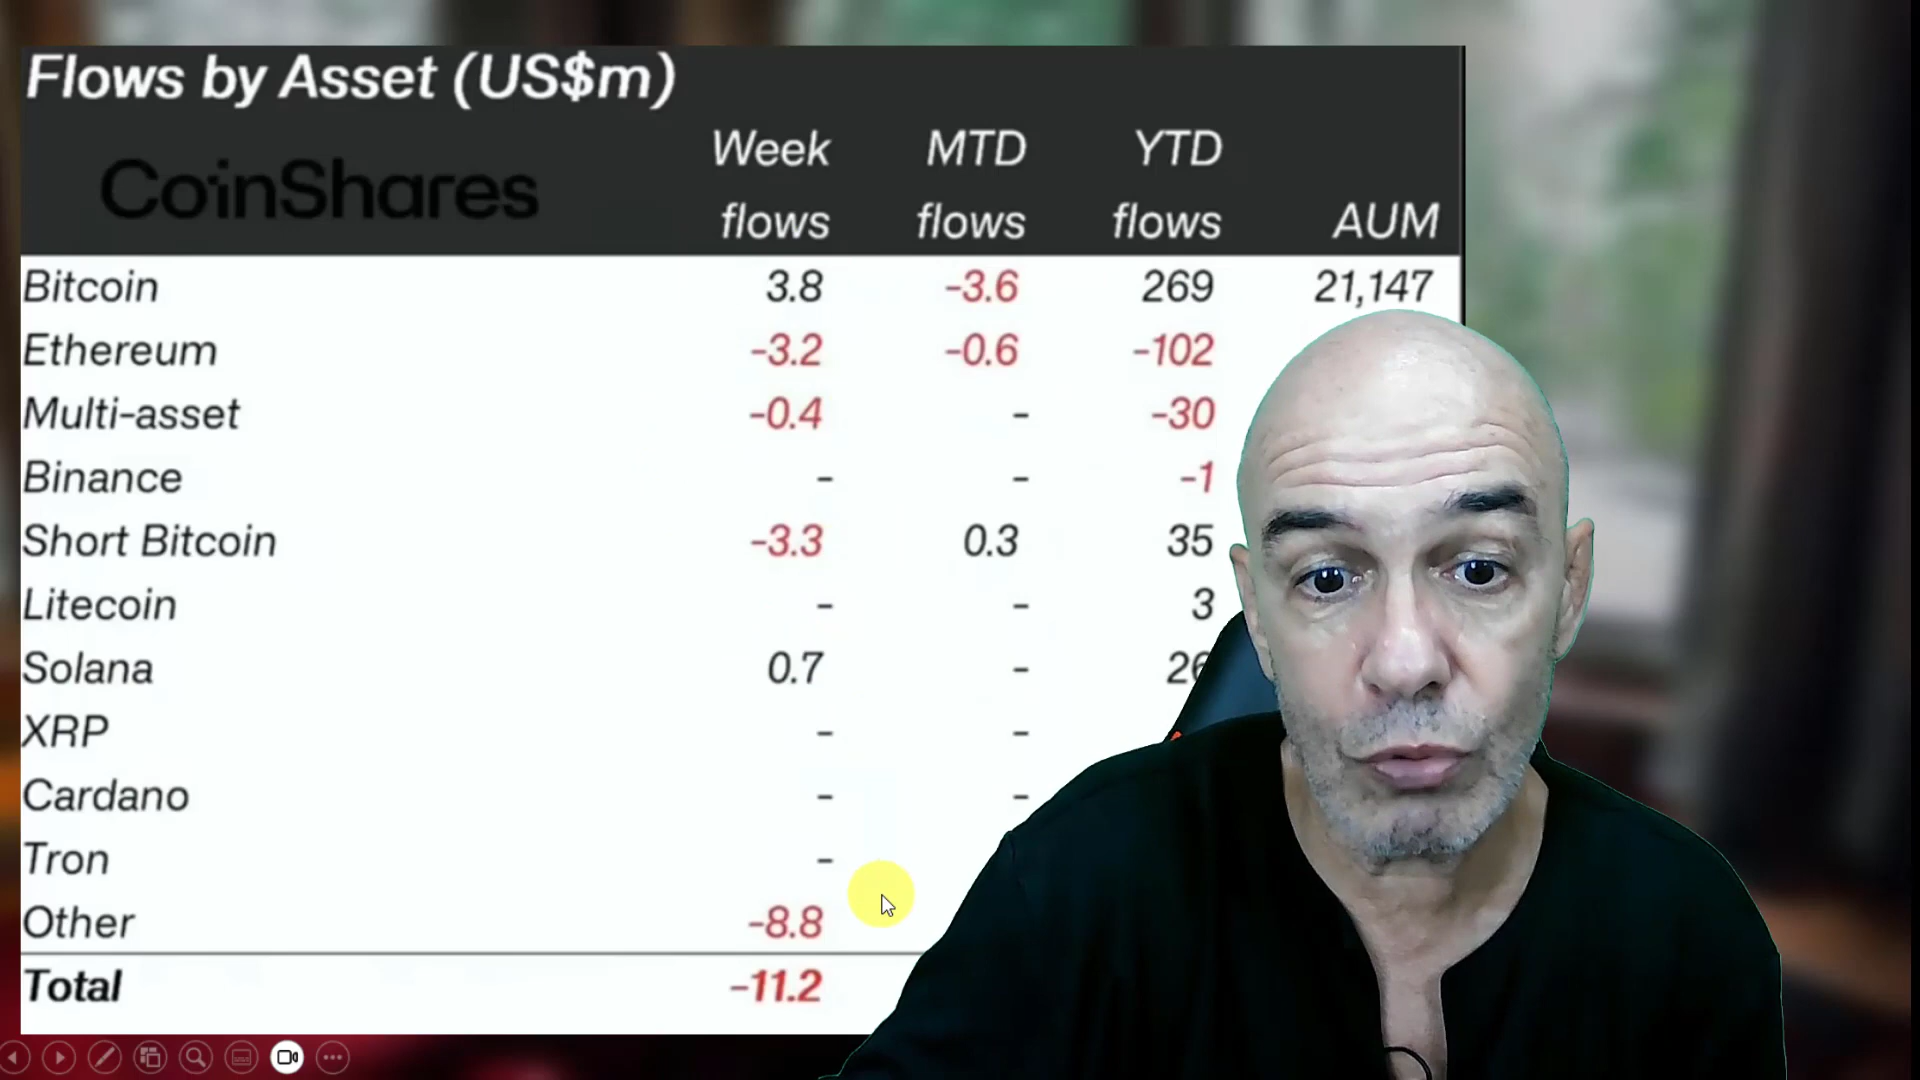 Flows by Asset (US$m)
CoinShares
Week flows MTD flows YTD flows AUM
Bitcoin 3.8 -3.6 269 21,147
Ethereum -3.2 -0.6 -102
Multi-asset -0.4 - -30
Binance - - -1
Short Bitcoin -3.3 0.3 35
Litecoin - - 3
Solana 0.7 -
XRP - -
Cardano - -
Tron -
Other -8.8
Total -11.2